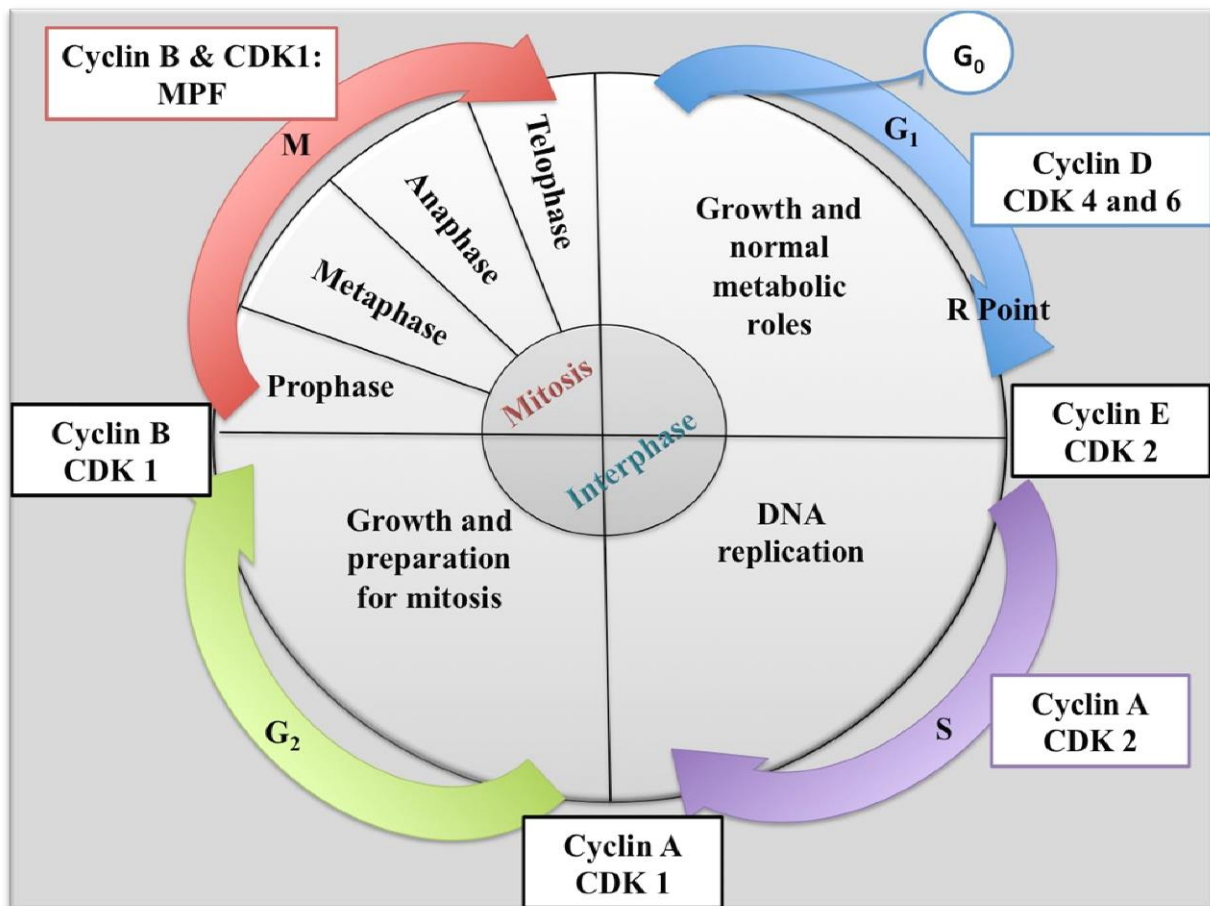 Cyclin B & CDK1:
MPF
G₀
M
G₁
Cyclin D
CDK 4 and 6
Telophase
Anaphase
Metaphase
Prophase
Growth and
normal
metabolic
roles
R Point
Mitosis
Interphase
Cyclin B
CDK 1
Cyclin E
CDK 2
Growth and
preparation
for mitosis
DNA
replication
G₂
S
Cyclin A
CDK 2
Cyclin A
CDK 1